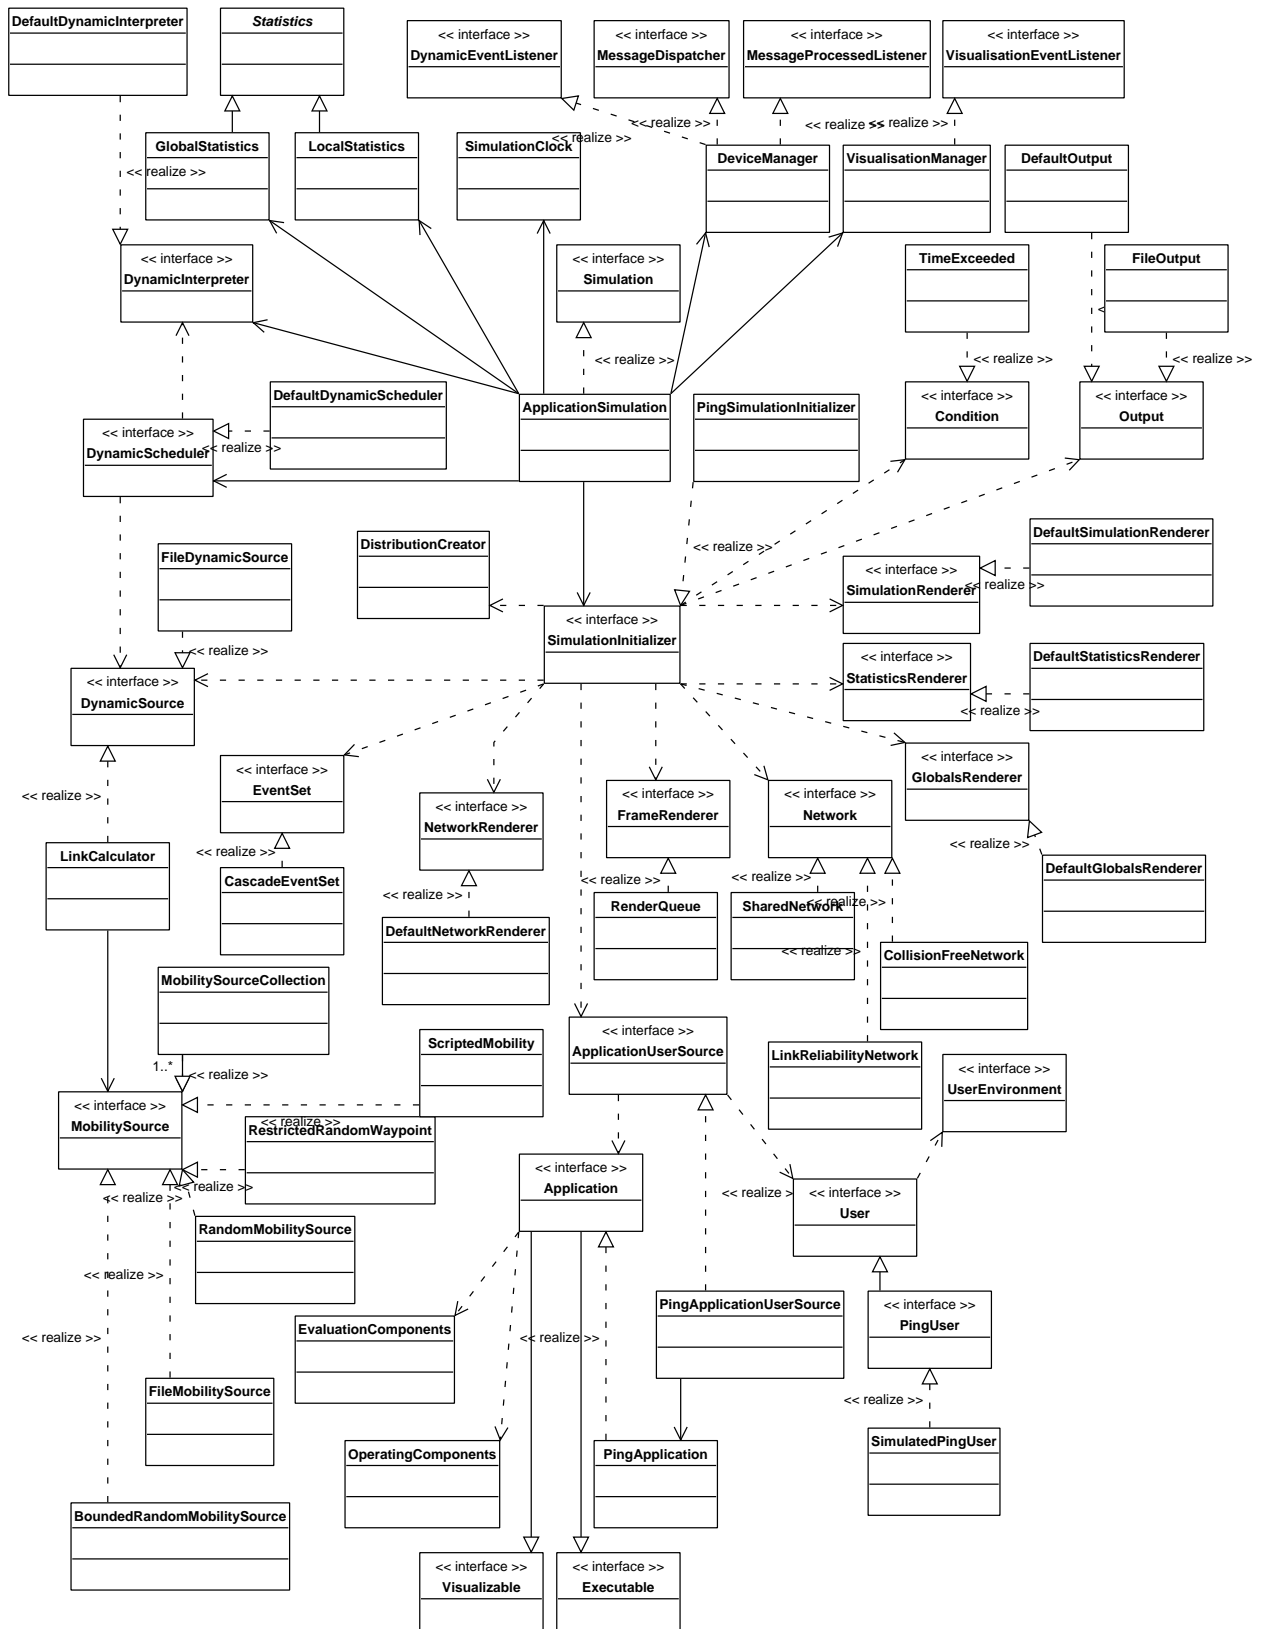 DefaultDynamicInterpreter
Statistics
<< interface >>
DynamicEventListener
<< interface >>
MessageDispatcher
<< interface >>
MessageProcessedListener
<< interface >>
VisualisationEventListener
<< realize >>
<< realize >>
<< realize >>
<< realize >>
GlobalStatistics
LocalStatistics
SimulationClock
DeviceManager
VisualisationManager
DefaultOutput
<< realize >>
<< interface >>
DynamicInterpreter
<< interface >>
Simulation
TimeExceeded
FileOutput
<
<< realize >>
<< realize >>
<< realize >>
DefaultDynamicScheduler
ApplicationSimulation
PingSimulationInitializer
<< interface >>
Condition
<< interface >>
Output
<< interface >>
DynamicScheduler
<< realize >>
DistributionCreator
FileDynamicSource
<< realize >>
DefaultSimulationRenderer
<< interface >>
SimulationRenderer
<< realize >>
<< interface >>
SimulationInitializer
<< realize >>
<< interface >>
DynamicSource
<< interface >>
StatisticsRenderer
DefaultStatisticsRenderer
<< realize >>
<< interface >>
EventSet
<< interface >>
GlobalsRenderer
<< realize >>
<< interface >>
NetworkRenderer
<< interface >>
FrameRenderer
<< interface >>
Network
<< realize >>
<< realize >>
LinkCalculator
CascadeEventSet
<< realize >>
<< realize >>
<< realize >>
DefaultGlobalsRenderer
<< realize >>
RenderQueue
SharedNetwork
<< realize >>
DefaultNetworkRenderer
<< realize >>
CollisionFreeNetwork
MobilitySourceCollection
<< interface >>
ApplicationUserSource
ScriptedMobility
LinkReliabilityNetwork
1..*
<< realize >>
<< interface >>
UserEnvironment
<< interface >>
MobilitySource
<< realize >>
RestrictedRandomWaypoint
<< interface >>
Application
<< realize >>
<< realize >>
<< realize >
<< interface >>
User
RandomMobilitySource
<< realize >>
PingApplicationUserSource
<< interface >>
PingUser
EvaluationComponents
<< realize >>
<< realize >>
FileMobilitySource
<< realize >>
OperatingComponents
PingApplication
SimulatedPingUser
BoundedRandomMobilitySource
<< interface >>
Visualizable
<< interface >>
Executable